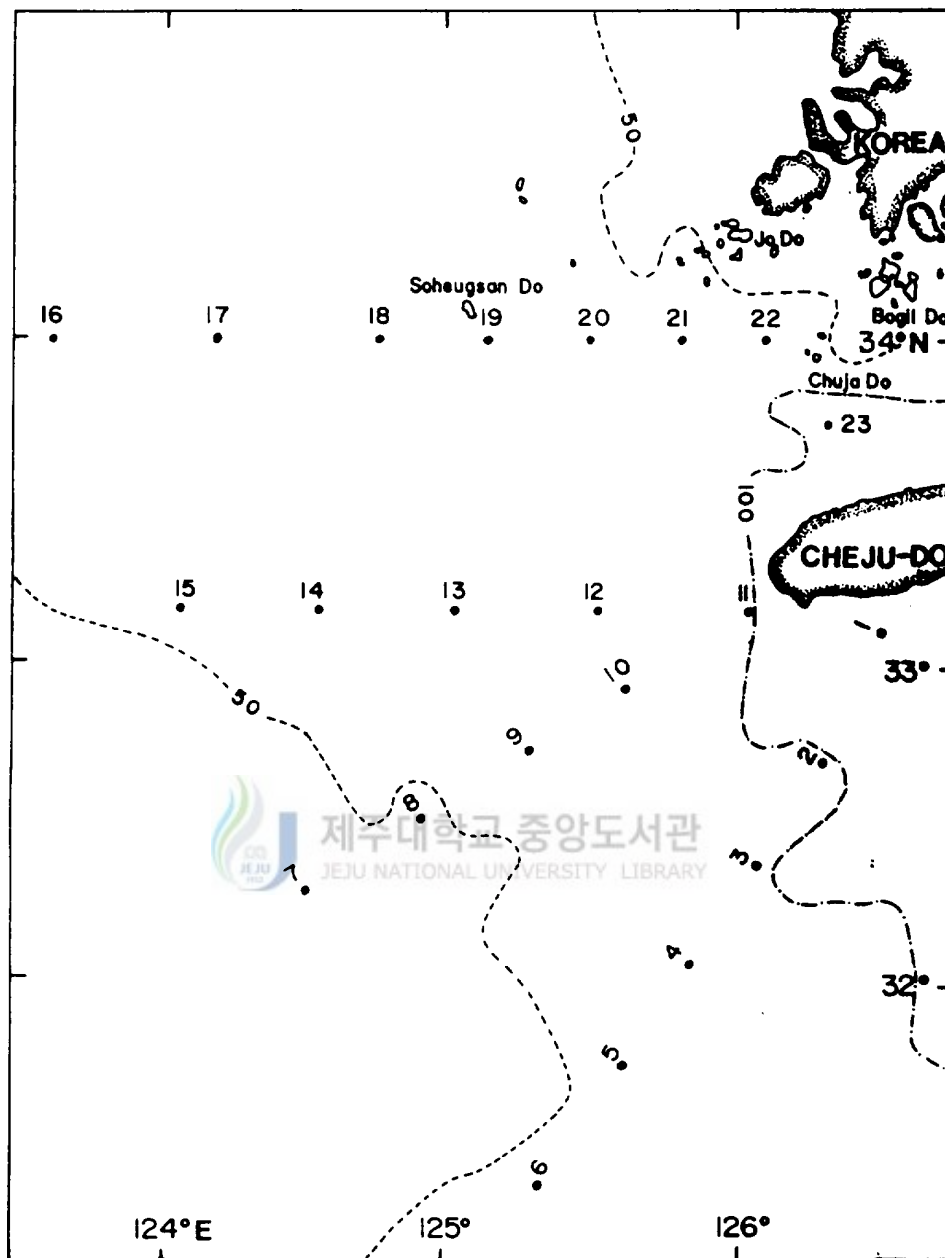 50
KOREA
Jo Do
Soheugsan Do
16 17 18 19 20 21 22
Bogil Do
34°N
Chuja Do
23
100
CHEJU-DO
15 14 13 12 11
1
33°
10
50
9
2
8
제주대학교 중앙도서관
JEJU NATIONAL UNIVERSITY LIBRARY
JEJU
3
7
4
32°
5
6
124°E 125° 126°